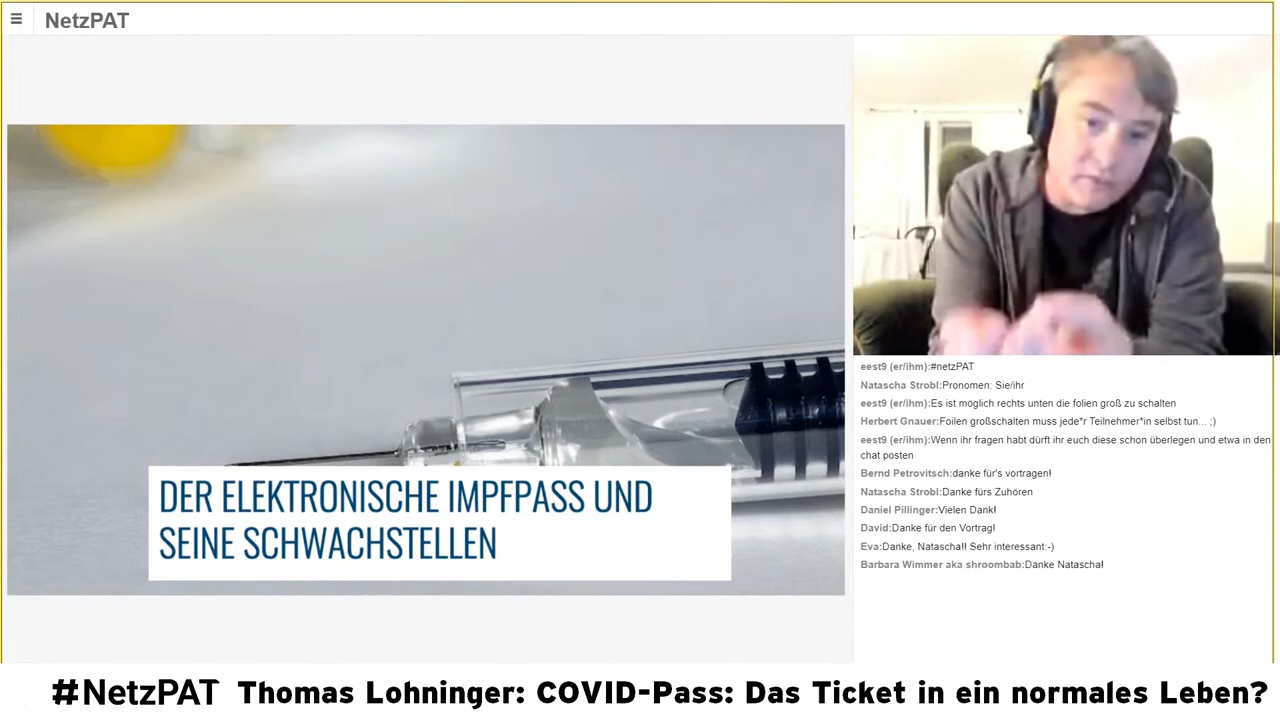 NetzPAT
DER ELEKTRONISCHE IMPFPASS UND
SEINE SCHWACHSTELLEN
eest9 (er/ihm):#netzPAT
Natascha Strobl:Pronomen: Sie/ihr
eest9 (er/ihm):Es ist möglich rechts unten die folien groß zu schalten
Herbert Gnauer:Foilen großschalten muss jede*r Teilnehmer*in selbst tun... ;)
eest9 (er/ihm):Wenn ihr fragen habt dürft ihr euch diese schon überlegen und etwa in den
chat posten
Bernd Petrovitsch:danke für's vortragen!
Natascha Strobl:Danke fürs Zuhören
Daniel Pillinger:Vielen Dank!
David:Danke für den Vortrag!
Eva:Danke, Natascha!! Sehr interessant:-)
Barbara Wimmer aka shroombab:Danke Natascha!
#NetzPAT Thomas Lohninger: COVID-Pass: Das Ticket in ein normales Leben?